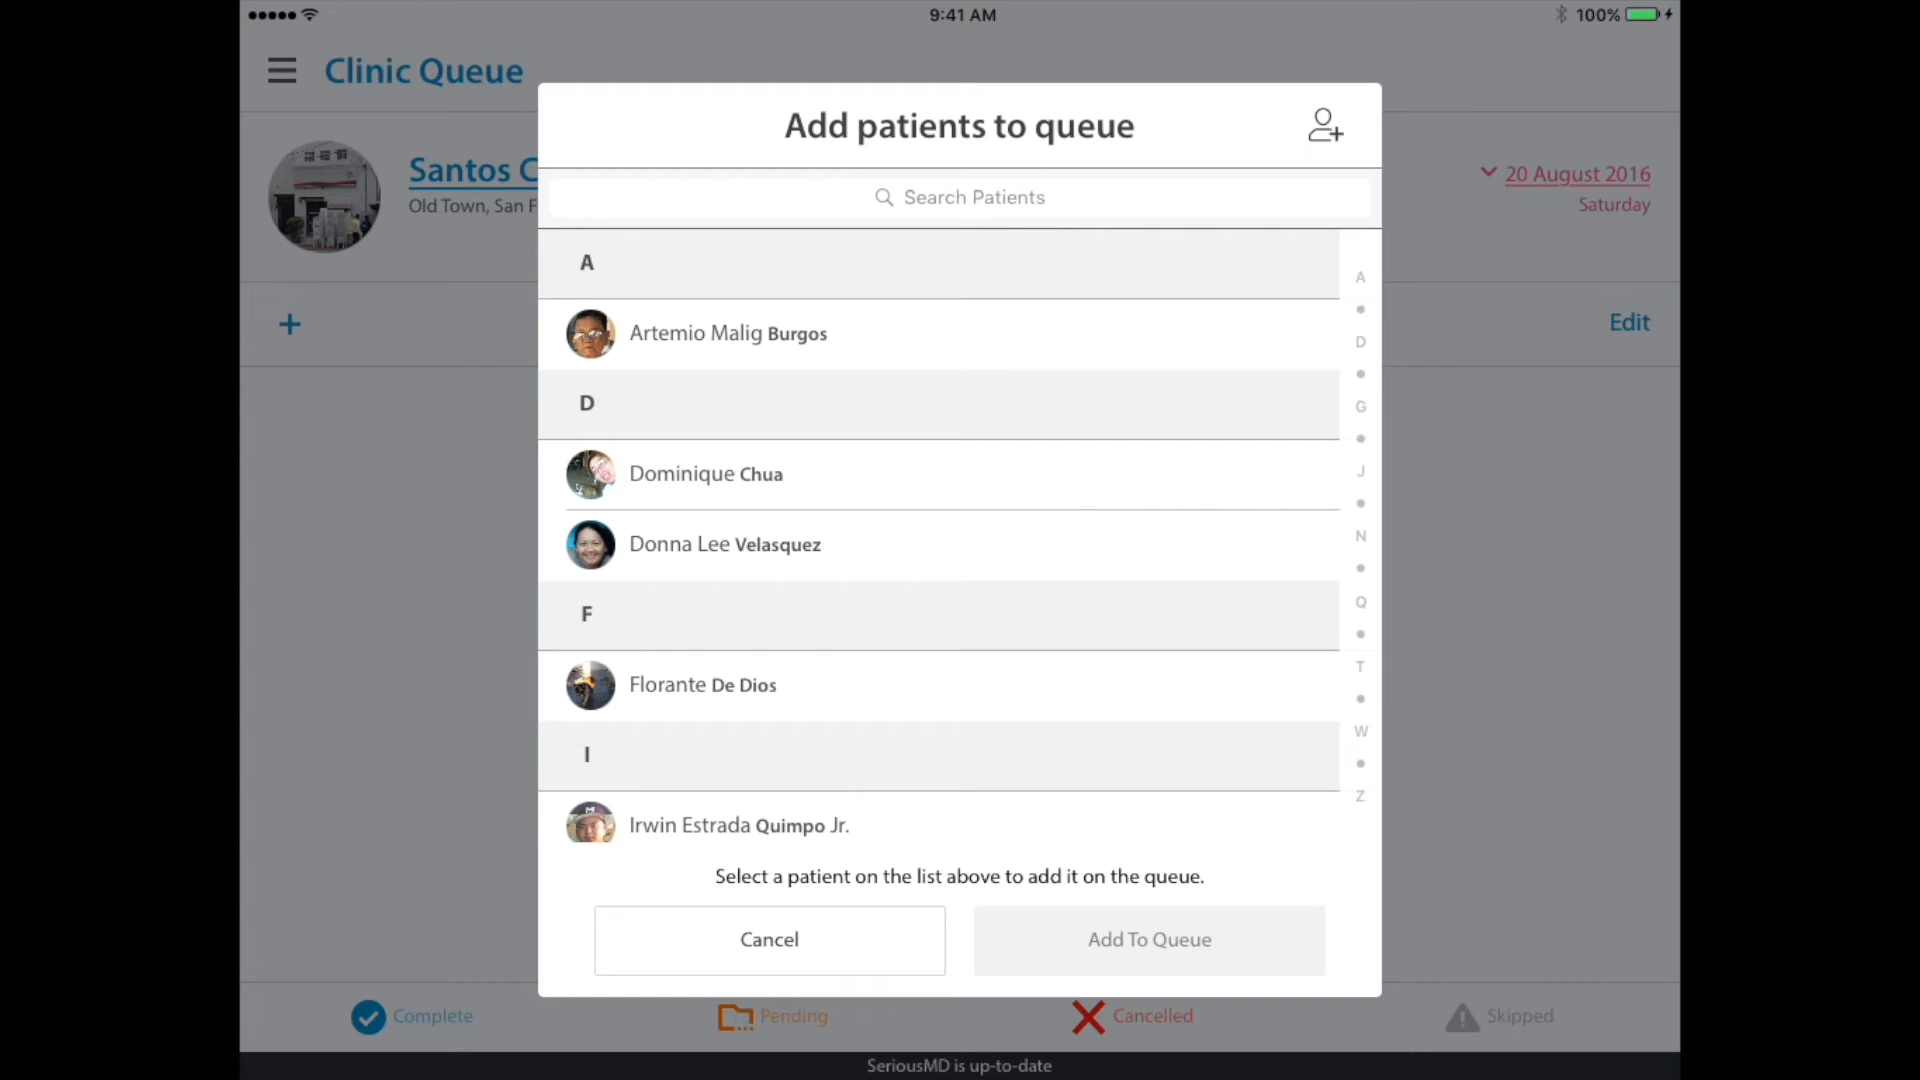 9:41 AM
100%
Clinic Queue
Add patients to queue
Santos C
Old Town, San F
20 August 2016
Saturday
Search Patients
A
Artemio Malig Burgos
D
Dominique Chua
Donna Lee Velasquez
F
Florante De Dios
I
Irwin Estrada Quimpo Jr.
A
D
G
J
N
Q
T
W
Z
Edit
Select a patient on the list above to add it on the queue.
Cancel
Add To Queue
Complete
Pending
Cancelled
Skipped
SeriousMD is up-to-date